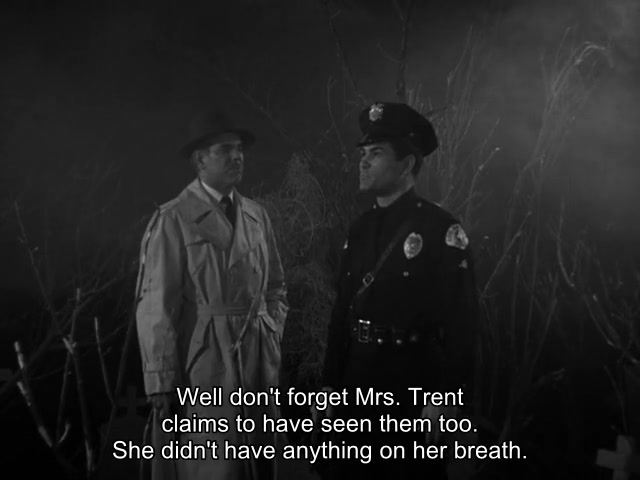 Well don't forget Mrs. Trent
claims to have seen them too.
She didn't have anything on her breath.